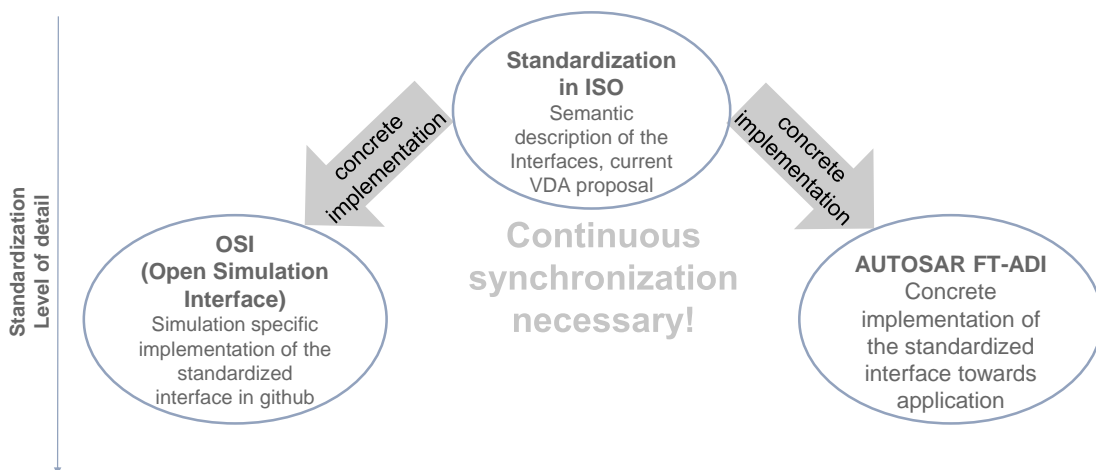 Standardization
Level of detail
Standardization
in ISO
Semantic
description of the
Interfaces, current
VDA proposal
concrete
implementation
concrete
implementation
OSI
(Open Simulation
Interface)
Simulation specific
implementation of the
standardized
interface in github
Continuous
synchronization
necessary!
AUTOSAR FT-ADI
Concrete
implementation of
the standardized
interface towards
application